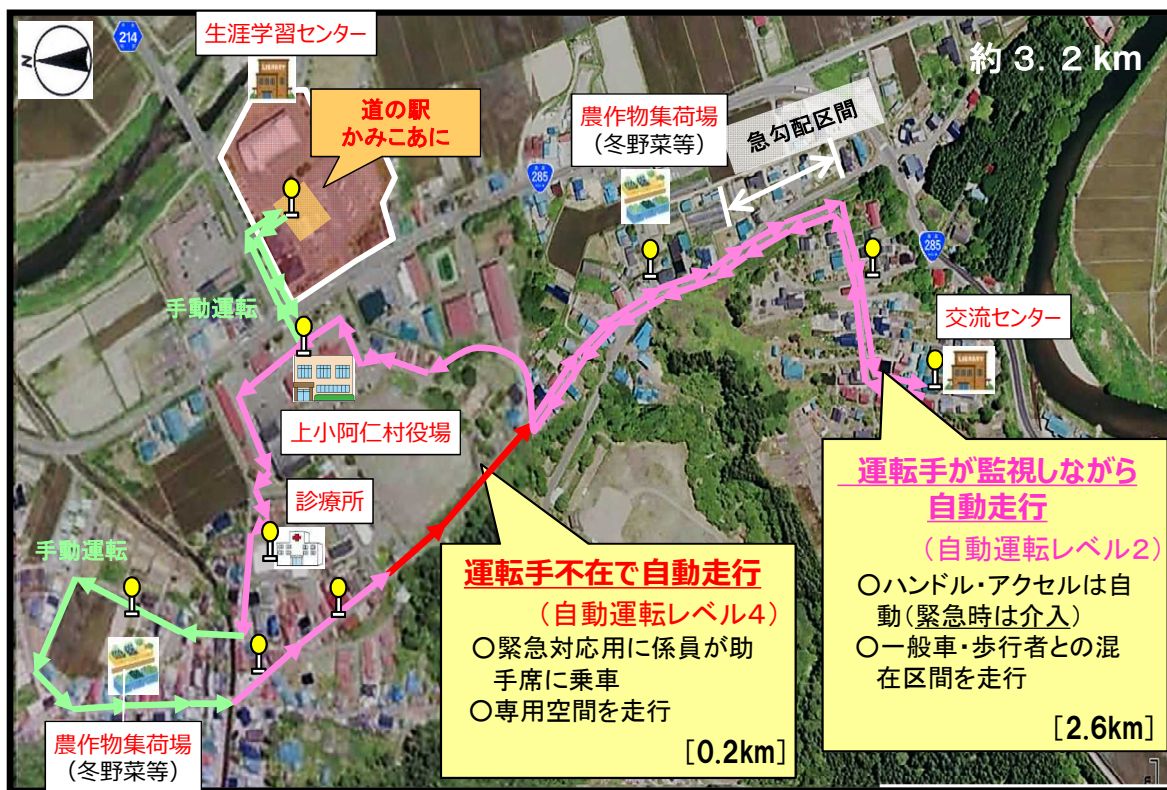 214
生涯学習センター
LIBRARY
N
約３．２km
道の駅
かみこあに
農作物集荷場
(冬野菜等)
急勾配区間
285
285
手動運転
交流センター
LIBRARY
上小阿仁村役場
診療所
手動運転
農作物集荷場
(冬野菜等)
運転手不在で自動走行
(自動運転レベル4)
○緊急対応用に係員が助
手席に乗車
○専用空間を走行
[0.2km]
運転手が監視しながら
自動走行
(自動運転レベル2)
○ハンドル・アクセルは自
動(緊急時は介入)
○一般車・歩行者との混
在区間を走行
[2.6km]